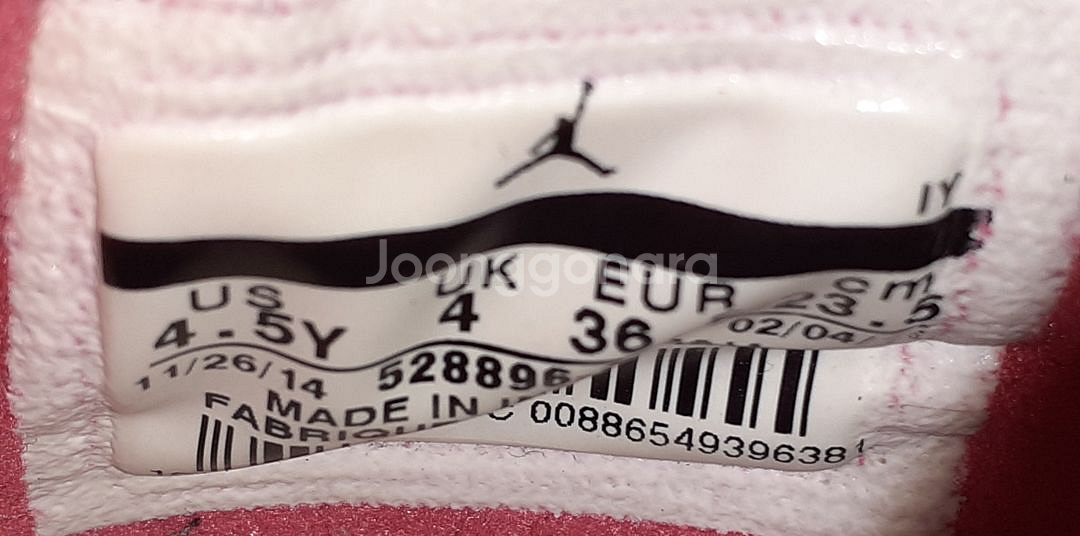 IY
Joonggonara
US UK EUR cm
4.5Y 4 36 23.5
11/26/14 528896 02/04/
MADE IN
FABRIQU
00886549396381